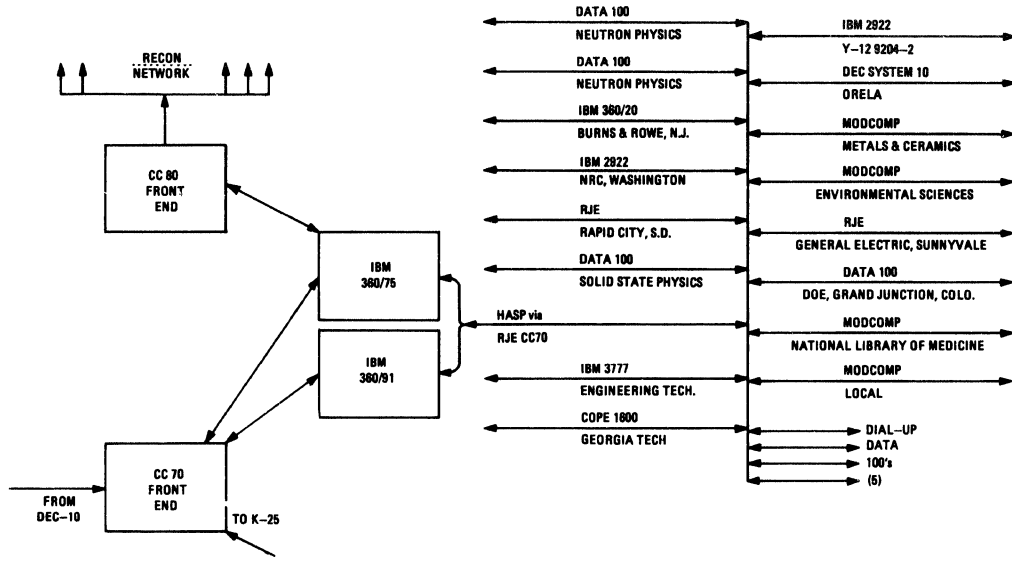 RECON
NETWORK
CC 80
FRONT
END
IBM
360/75
IBM
360/91
CC 70
FRONT
END
FROM
DEC–10
TO K–25
HASP via
RJE CC70
DATA 100
NEUTRON PHYSICS
DATA 100
NEUTRON PHYSICS
IBM 360/20
BURNS & ROWE, N.J.
IBM 2922
NRC, WASHINGTON
RJE
RAPID CITY, S.D.
DATA 100
SOLID STATE PHYSICS
IBM 3777
ENGINEERING TECH.
COPE 1600
GEORGIA TECH
IBM 2922
Y–12 9204–2
DEC SYSTEM 10
ORELA
MODCOMP
METALS & CERAMICS
MODCOMP
ENVIRONMENTAL SCIENCES
RJE
GENERAL ELECTRIC, SUNNYVALE
DATA 100
DOE, GRAND JUNCTION, COLO.
MODCOMP
NATIONAL LIBRARY OF MEDICINE
MODCOMP
LOCAL
DIAL–UP
DATA
100's
(5)